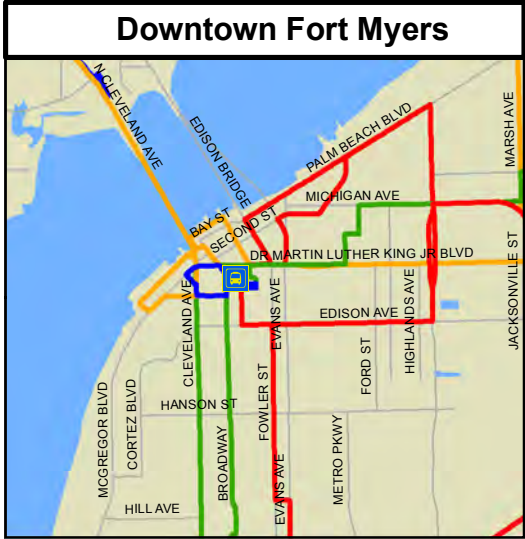 Downtown Fort Myers
N CLEVELAND AVE
EDISON BRIDGE
PALM BEACH BLVD
MARSH AVE
MICHIGAN AVE
BAY ST
SECOND ST
DR MARTIN LUTHER KING JR BLVD
JACKSONVILLE ST
CLEVELAND AVE
EVANS AVE
EDISON AVE
HIGHLANDS AVE
FORD ST
MCGREGOR BLVD
CORTEZ BLVD
HANSON ST
FOWLER ST
BROADWAY
METRO PKWY
EVANS AVE
HILL AVE